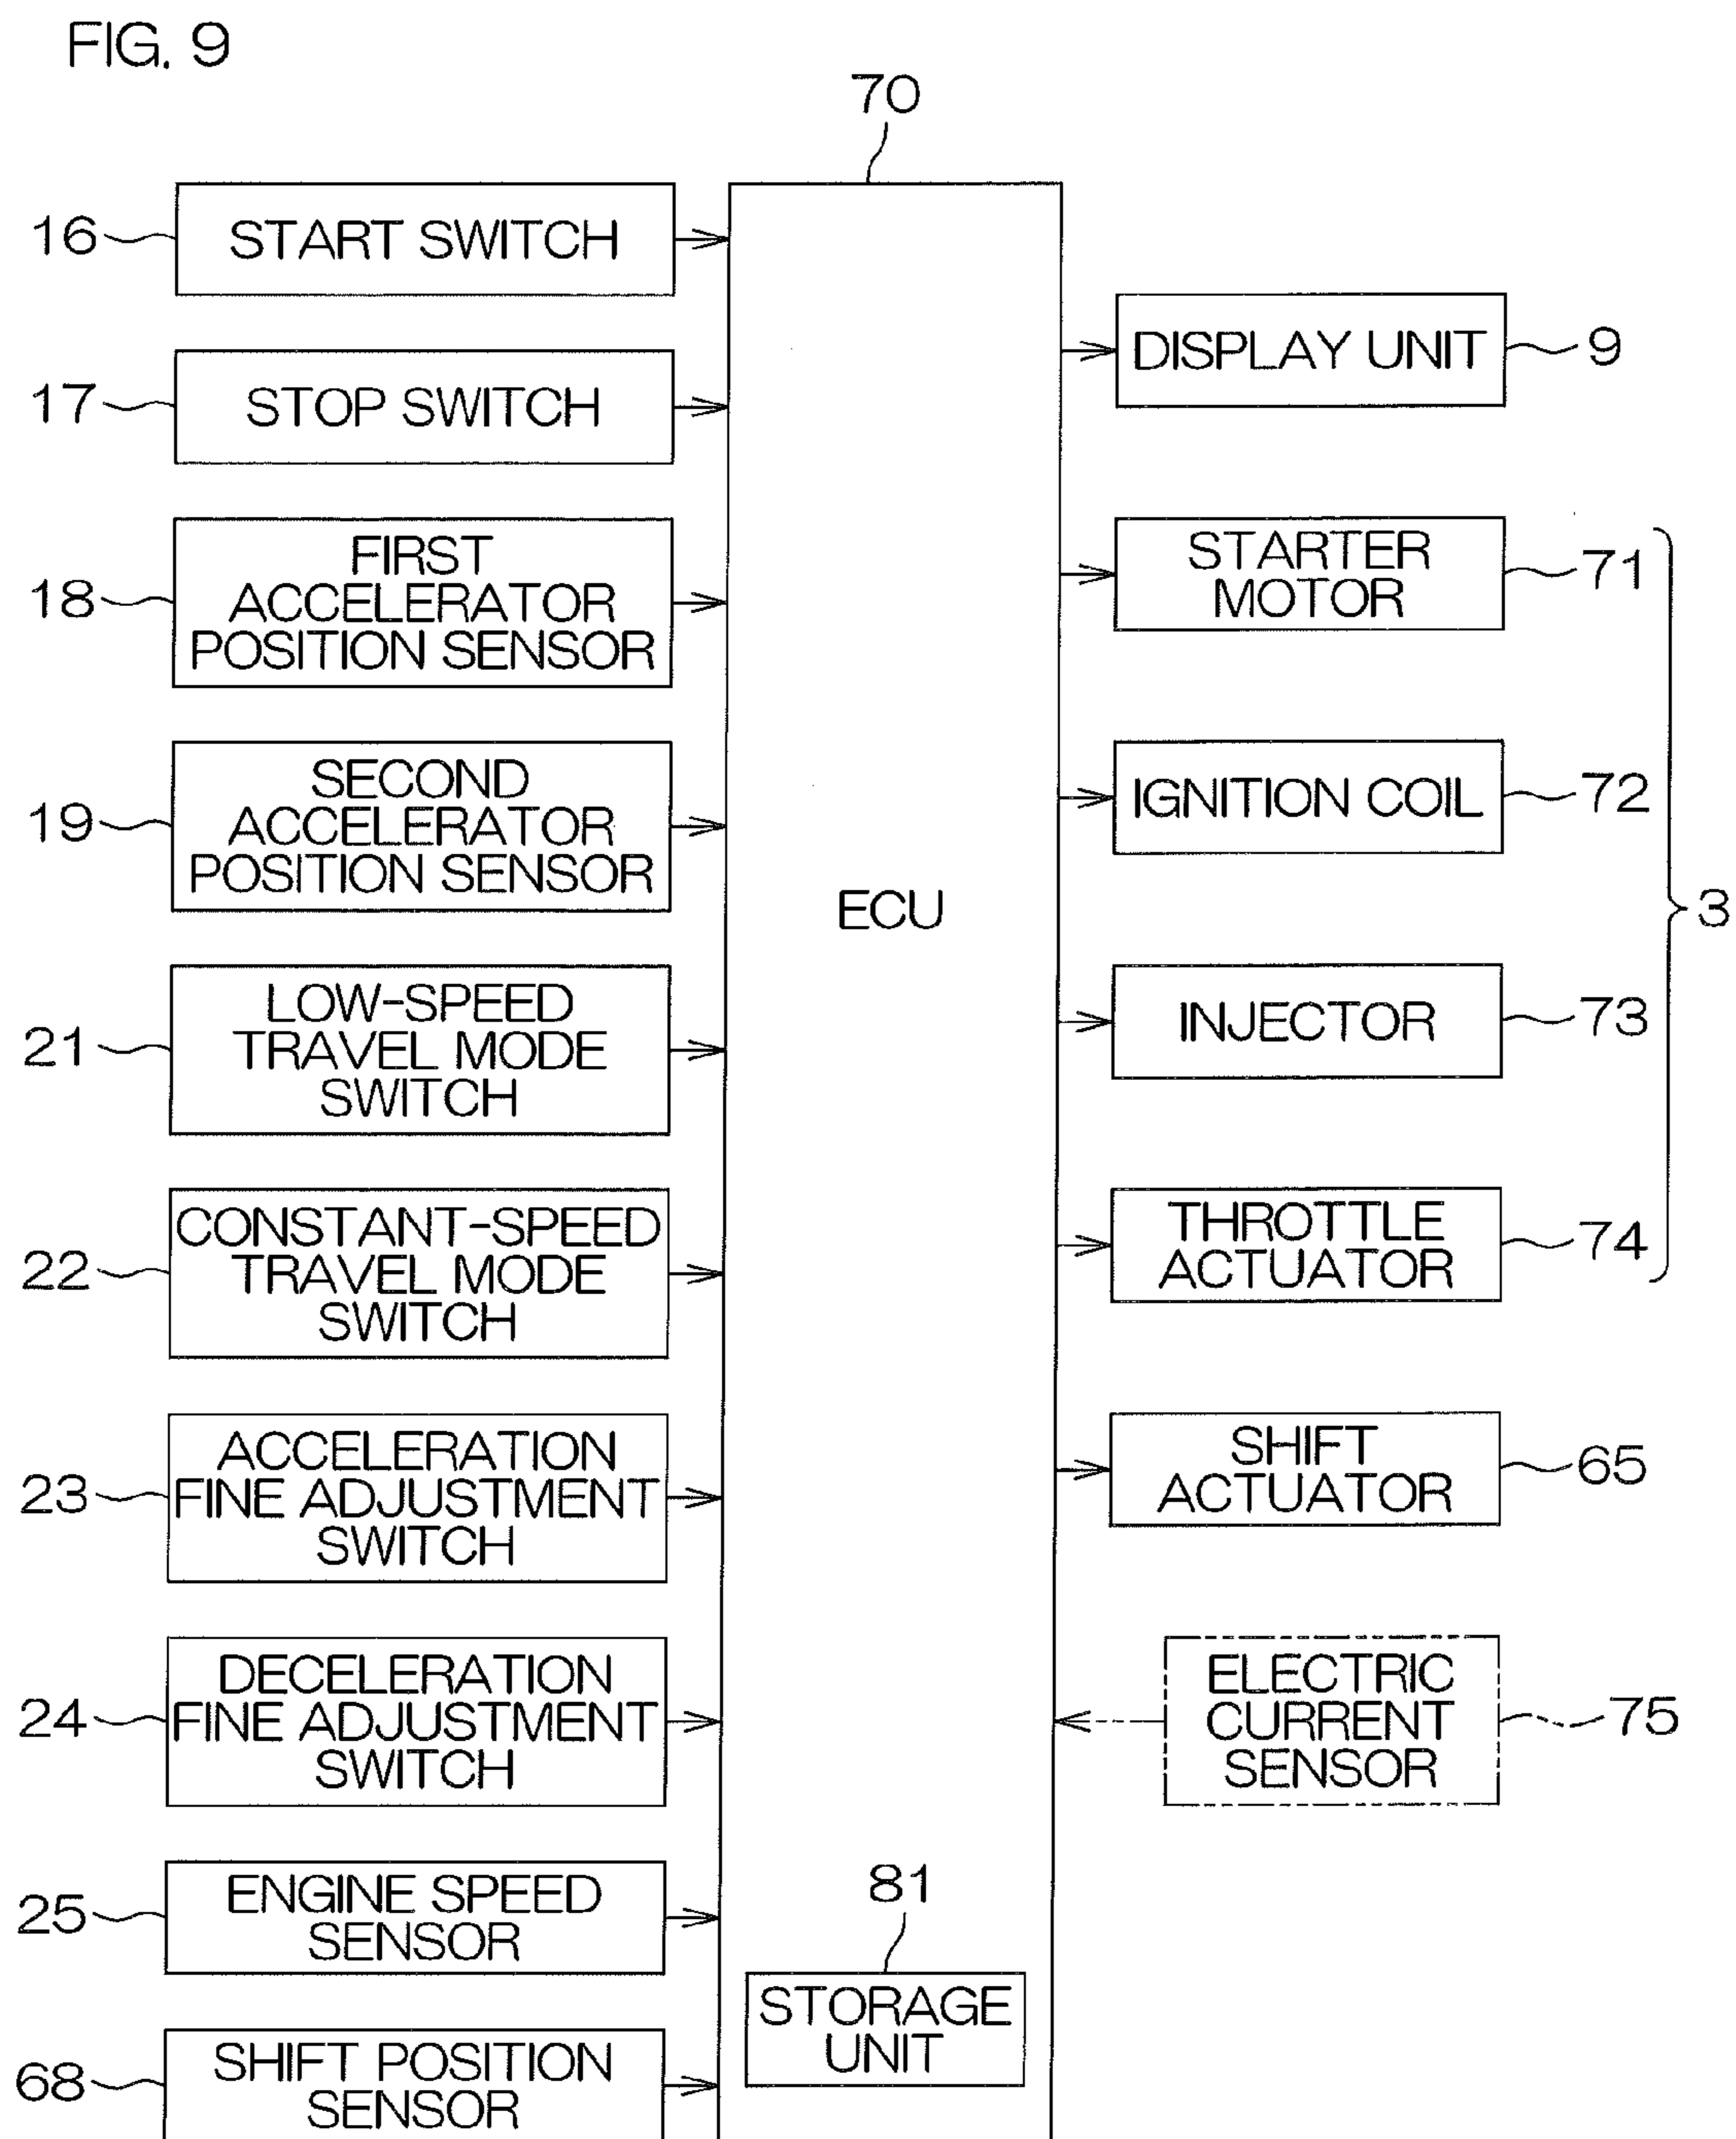 FIG. 9
70
16
START SWITCH
17
STOP SWITCH
18
FIRST
ACCELERATOR
POSITION SENSOR
19
SECOND
ACCELERATOR
POSITION SENSOR
21
LOW-SPEED
TRAVEL MODE
SWITCH
22
CONSTANT-SPEED
TRAVEL MODE
SWITCH
23
ACCELERATION
FINE ADJUSTMENT
SWITCH
24
DECELERATION
FINE ADJUSTMENT
SWITCH
25
ENGINE SPEED
SENSOR
68
SHIFT POSITION
SENSOR
ECU
81
STORAGE
UNIT
DISPLAY UNIT
9
STARTER
MOTOR
71
IGNITION COIL
72
INJECTOR
73
THROTTLE
ACTUATOR
74
3
SHIFT
ACTUATOR
65
ELECTRIC
CURRENT
SENSOR
75